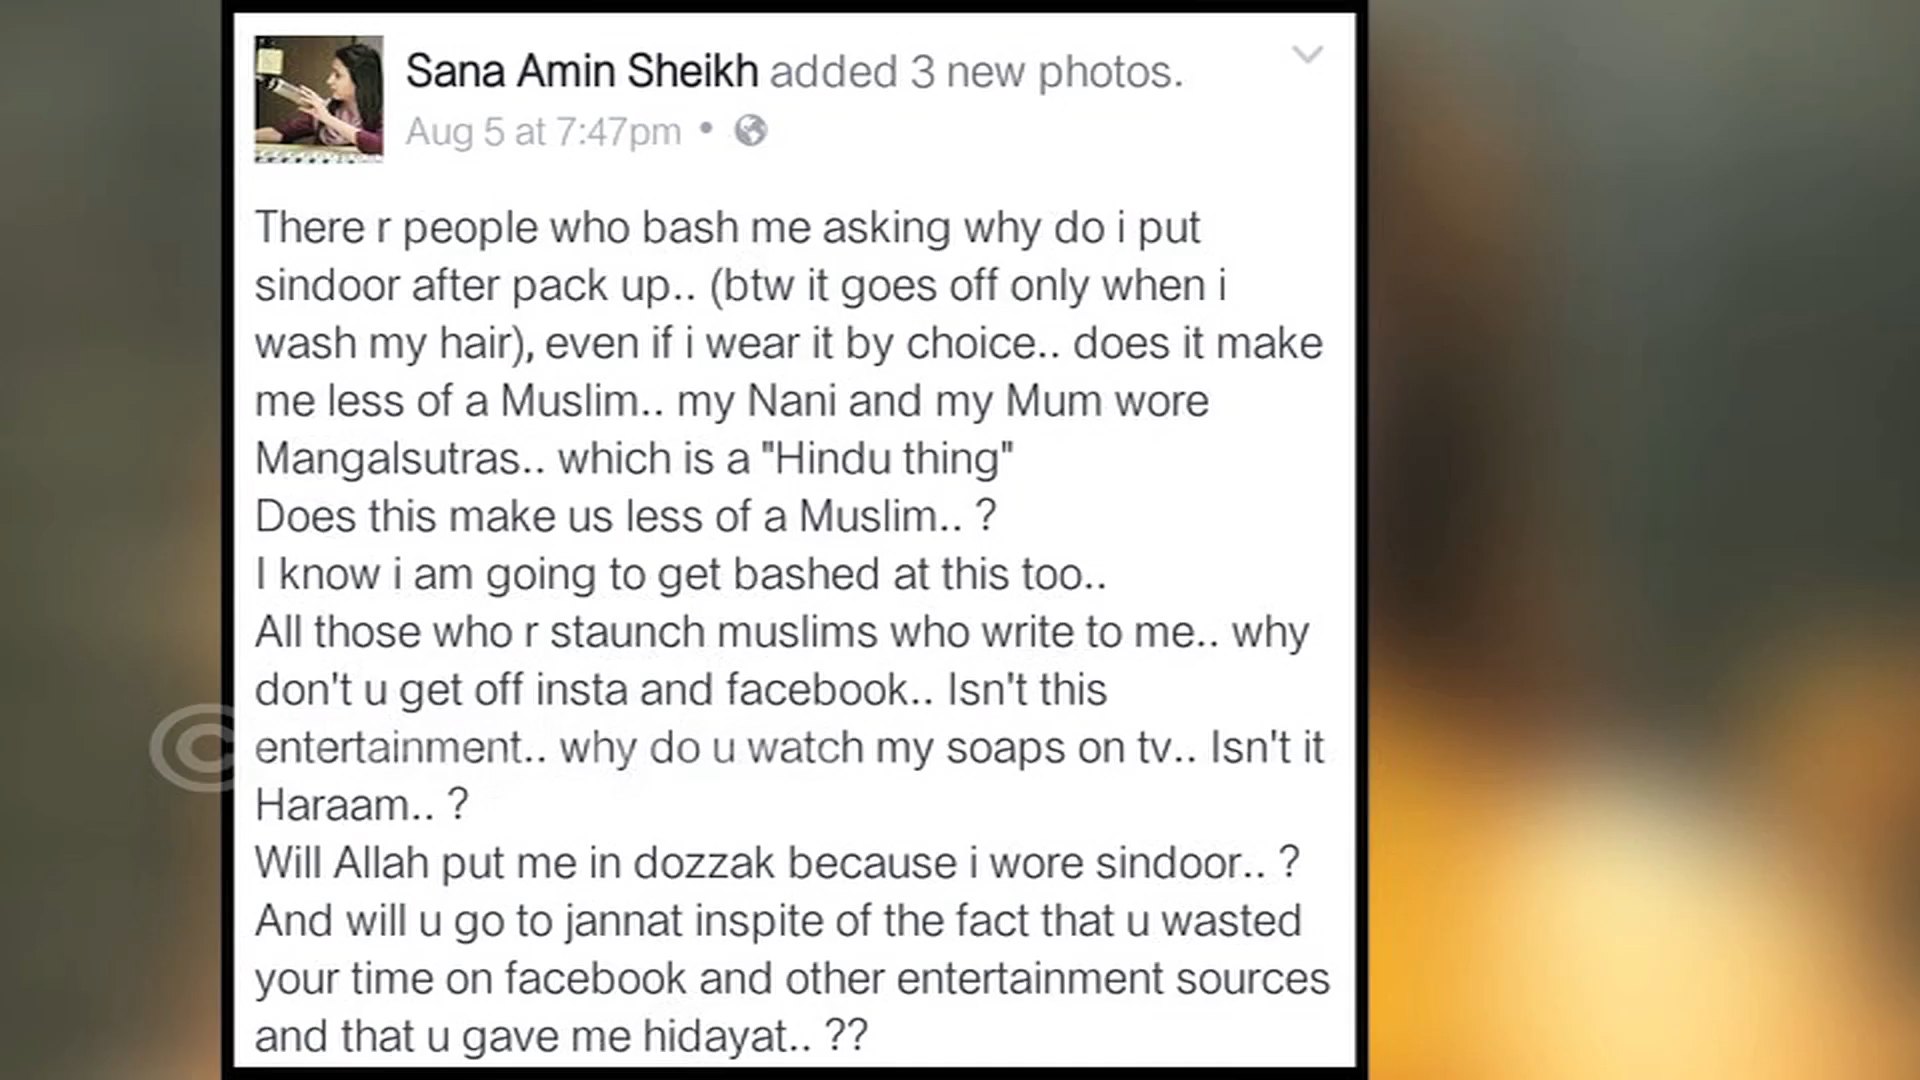 Sana Amin Sheikh added 3 new photos.
Aug 5 at 7:47pm •
There r people who bash me asking why do i put
sindoor after pack up.. (btw it goes off only when i
wash my hair), even if i wear it by choice.. does it make
me less of a Muslim.. my Nani and my Mum wore
Mangalsutras.. which is a "Hindu thing"
Does this make us less of a Muslim.. ?
I know i am going to get bashed at this too..
All those who r staunch muslims who write to me.. why
don't u get off insta and facebook.. Isn't this
entertainment.. why do u watch my soaps on tv.. Isn't it
Haraam.. ?
Will Allah put me in dozzak because i wore sindoor.. ?
And will u go to jannat inspite of the fact that u wasted
your time on facebook and other entertainment sources
and that u gave me hidayat.. ??
©